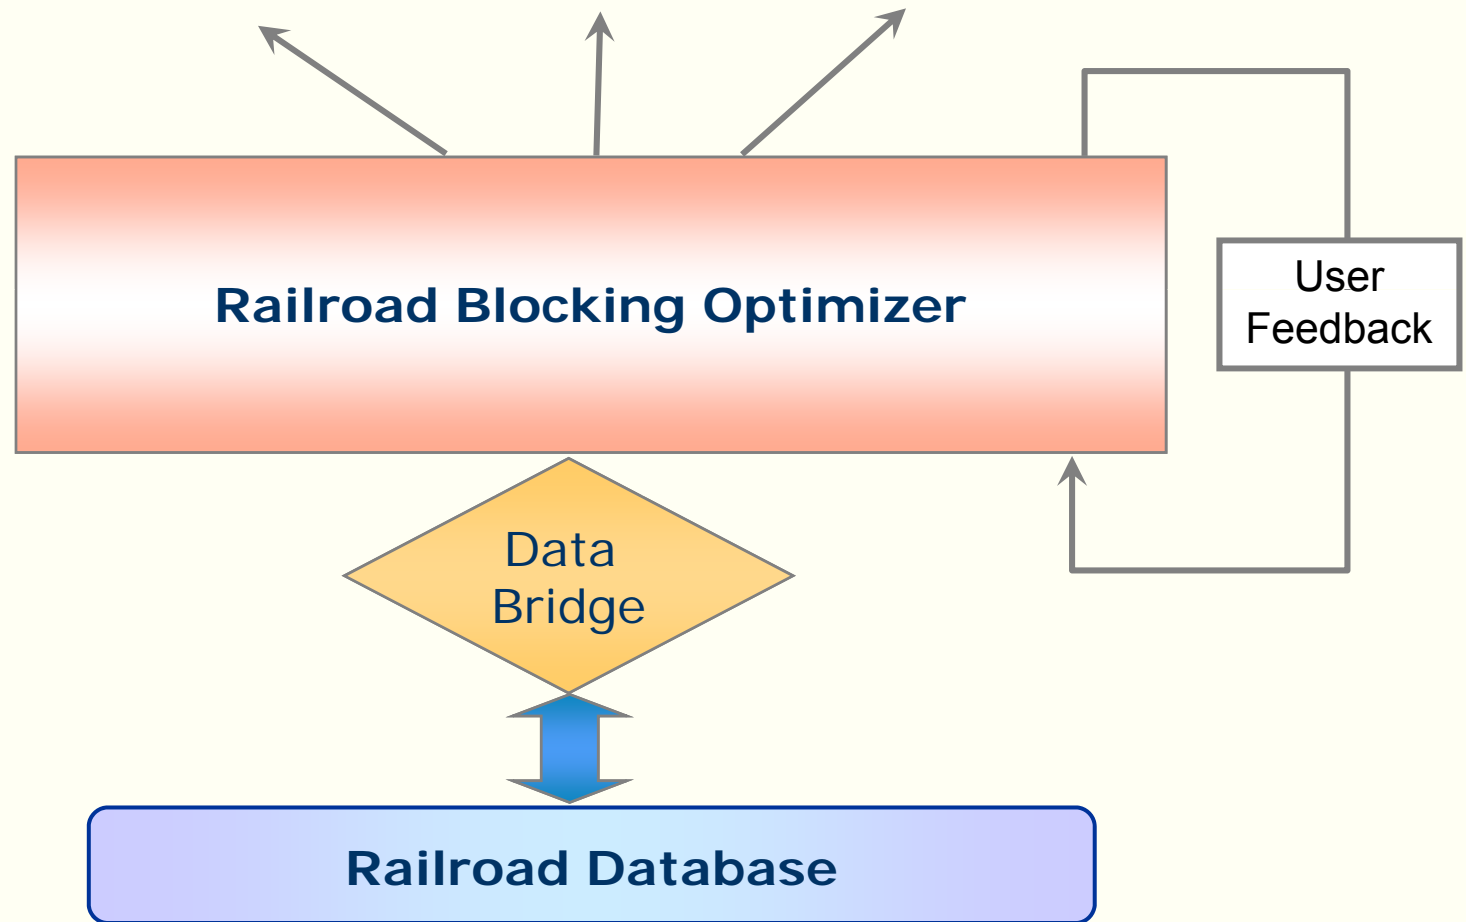 Railroad Blocking Optimizer
User
Feedback
Data
Bridge
Railroad Database